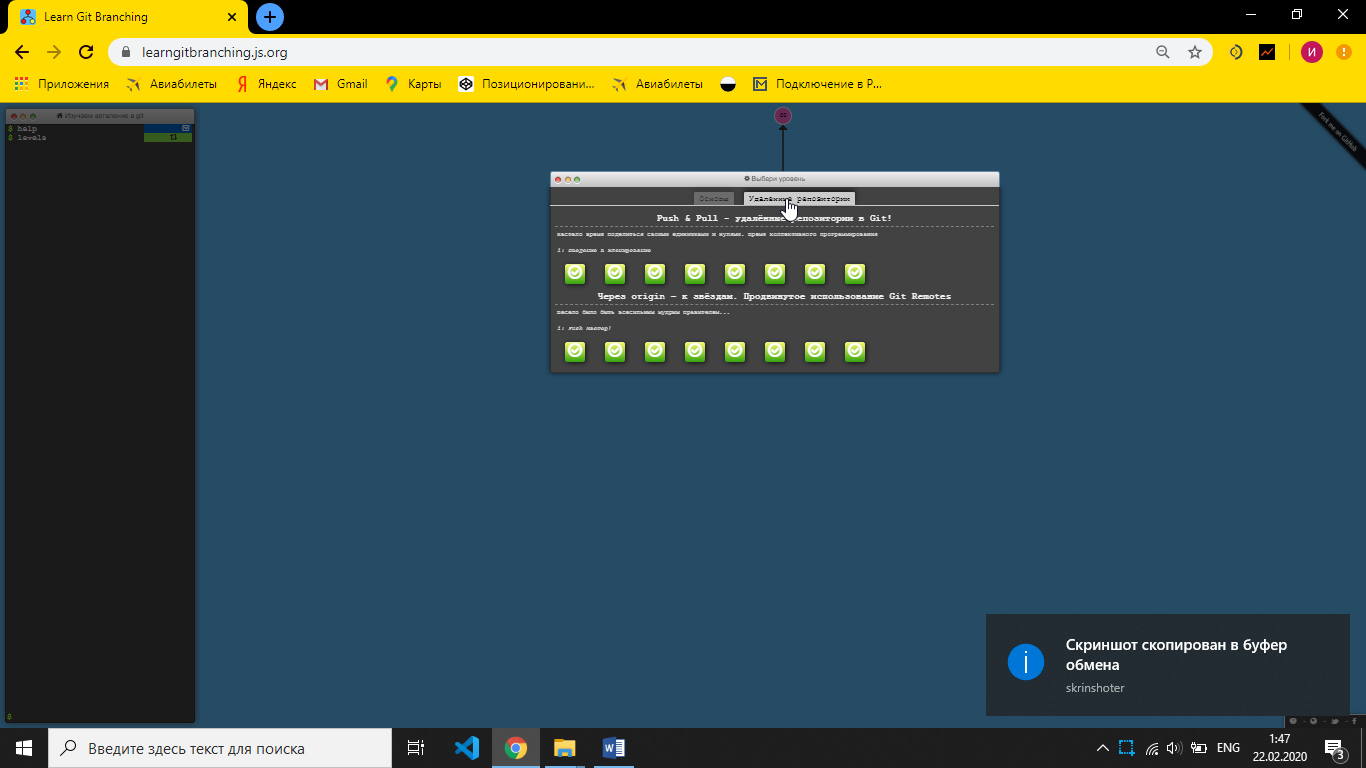 Learn Git Branching
learngitbranching.js.org
И
Приложения
Авиабилеты
Яндекс
Gmail
Карты
Позиционировани...
Авиабилеты
Подключение в Р...
Изучаем ветвление в git
$ help
$ levels
$
Fork me on GitHub
Выбери уровень
Основы
Удаленные репозитории
Push & Pull - удалённые репозитории в Git!
настало время поделиться своими единичками и нулями, время коллективного программирования
1:
Через origin – к звёздам. Продвинутое использование Git Remotes
весело было быть всесильным мудрым правителем...
1: Push мастер!
Скриншот скопирован в буфер
обмена
skrinshoter
Введите здесь текст для поиска
ENG
1:47
22.02.2020
3